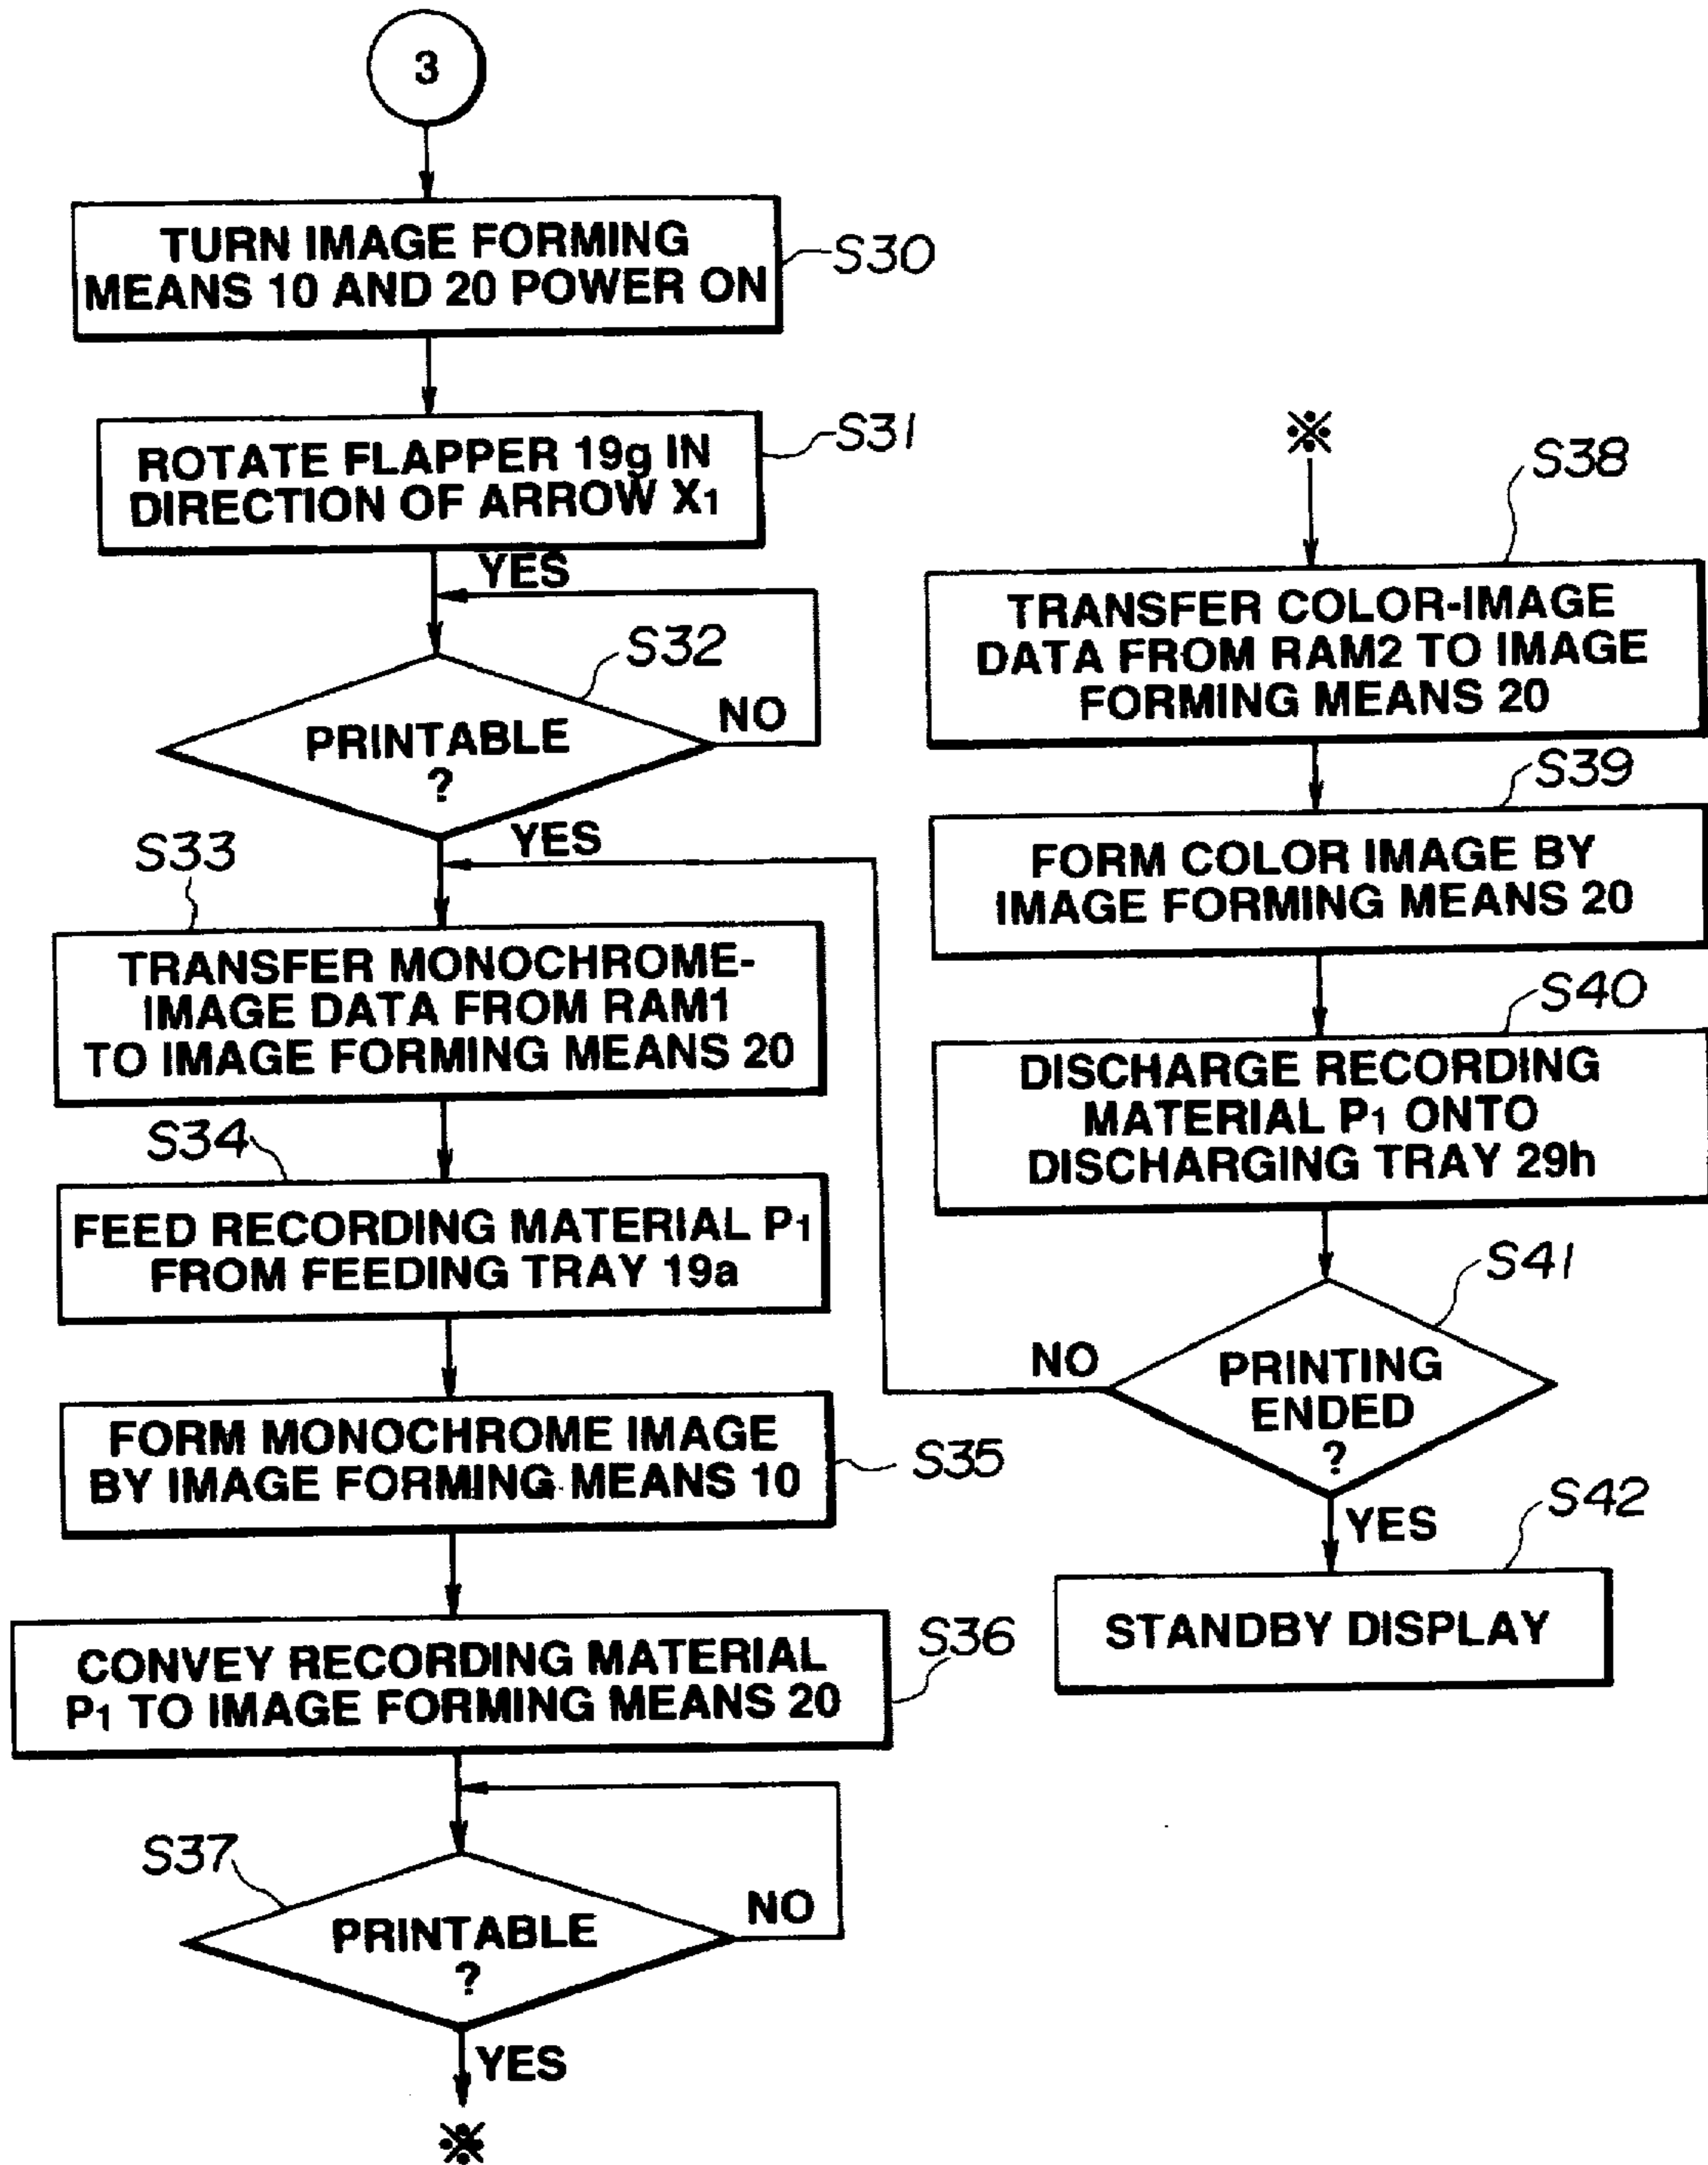 3
TURN IMAGE FORMING
MEANS 10 AND 20 POWER ON
S30
ROTATE FLAPPER 19g IN
DIRECTION OF ARROW X1
S31
YES
S32
PRINTABLE
?
NO
YES
S33
TRANSFER MONOCHROME-
IMAGE DATA FROM RAM1
TO IMAGE FORMING MEANS 20
S34
FEED RECORDING MATERIAL P1
FROM FEEDING TRAY 19a
FORM MONOCHROME IMAGE
BY IMAGE FORMING MEANS 10
S35
CONVEY RECORDING MATERIAL
P1 TO IMAGE FORMING MEANS 20
S36
S37
PRINTABLE
?
NO
YES
※
※
S38
TRANSFER COLOR-IMAGE
DATA FROM RAM2 TO IMAGE
FORMING MEANS 20
S39
FORM COLOR IMAGE BY
IMAGE FORMING MEANS 20
S40
DISCHARGE RECORDING
MATERIAL P1 ONTO
DISCHARGING TRAY 29h
S41
NO
PRINTING
ENDED
?
YES
S42
STANDBY DISPLAY